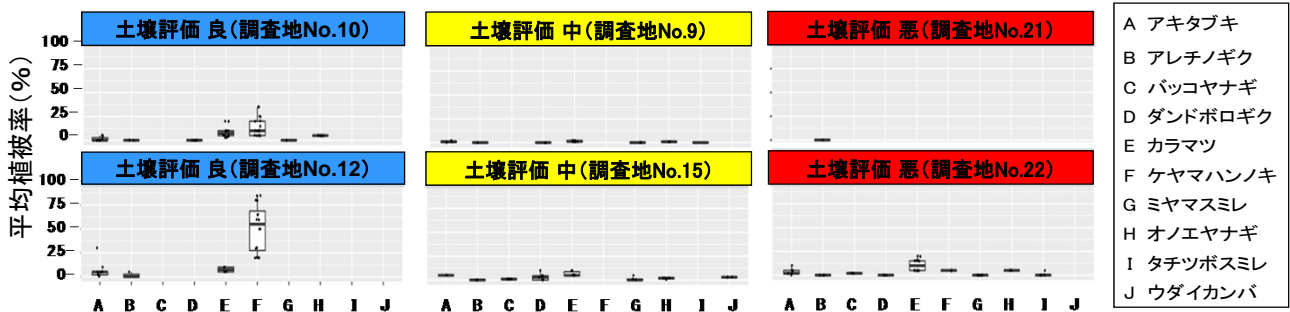 土壌評価 良(調査地No.10)
土壌評価 中(調査地No.9)
土壌評価 悪(調査地No.21)
平均植被率(%)
100
75
50
25
0
土壌評価 良(調査地No.12)
土壌評価 中(調査地No.15)
土壌評価 悪(調査地No.22)
100
75
50
25
0
A B C D E F G H I J
A B C D E F G H I J
A B C D E F G H I J
A アキタブキ
B アレチノギク
C バッコヤナギ
D ダンドボロギク
E カラマツ
F ケヤマハンノキ
G ミヤマスミレ
H オノエヤナギ
I タチツボスミレ
J ウダイカンバ